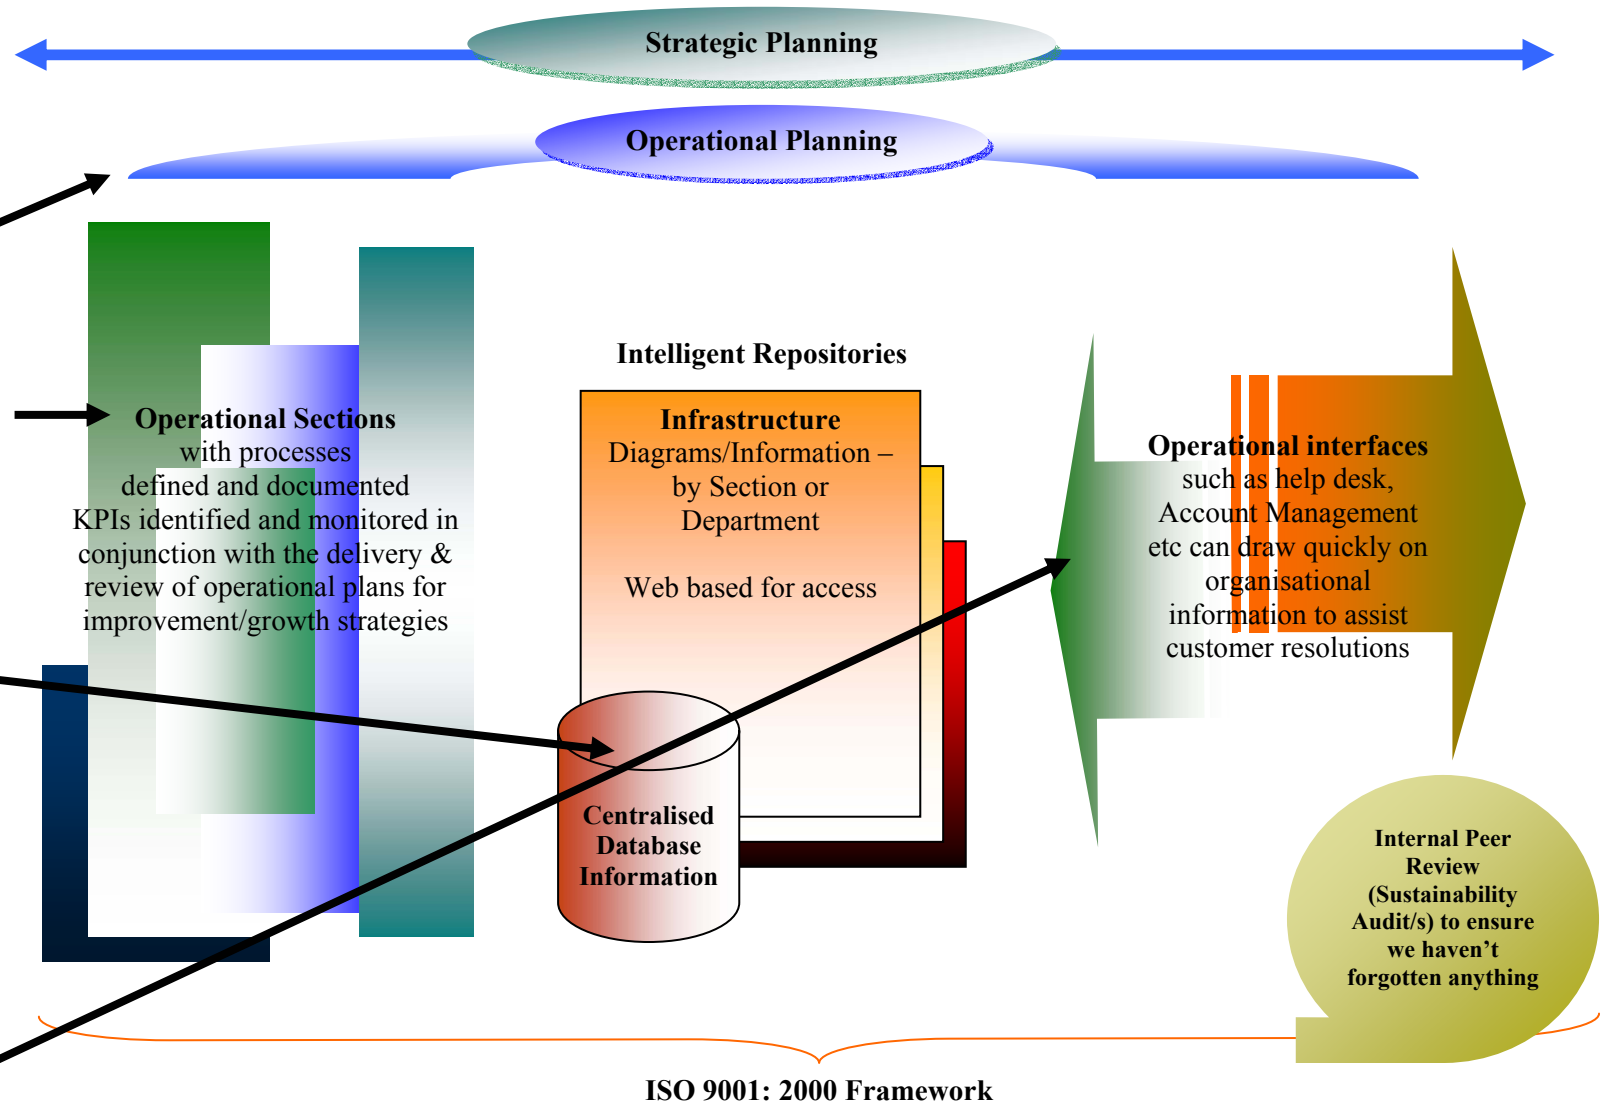 Strategic Planning
Operational Planning
Operational Sections
with processes
defined and documented
KPIs identified and monitored in
conjunction with the delivery &
review of operational plans for
improvement/growth strategies
Intelligent Repositories
Infrastructure
Diagrams/Information –
by Section or
Department
Web based for access
Centralised
Database
Information
Operational interfaces
such as help desk,
Account Management
etc can draw quickly on
organisational
information to assist
customer resolutions
Internal Peer
Review
(Sustainability
Audit/s) to ensure
we haven’t
forgotten anything
ISO 9001: 2000 Framework